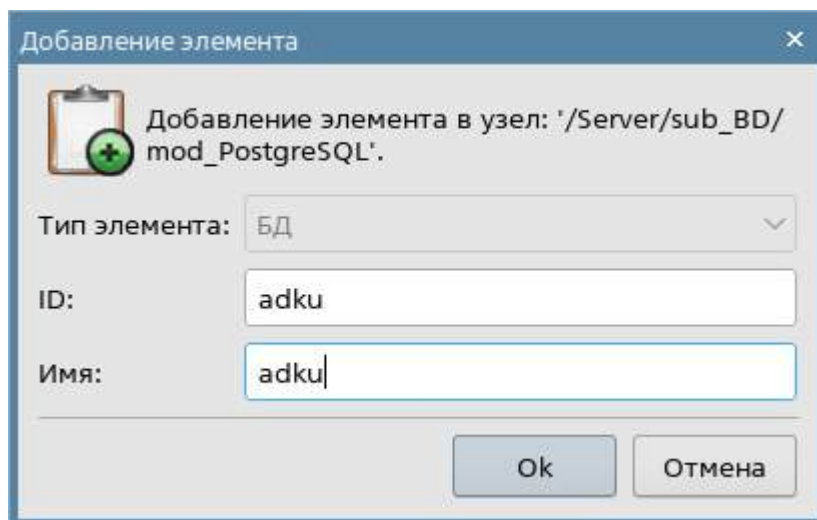 Добавление элемента
Добавление элемента в узел: '/Server/sub_BD/
mod_PostgreSQL'.
Тип элемента: БД
ID: adku
Имя: adku
Ok Отмена